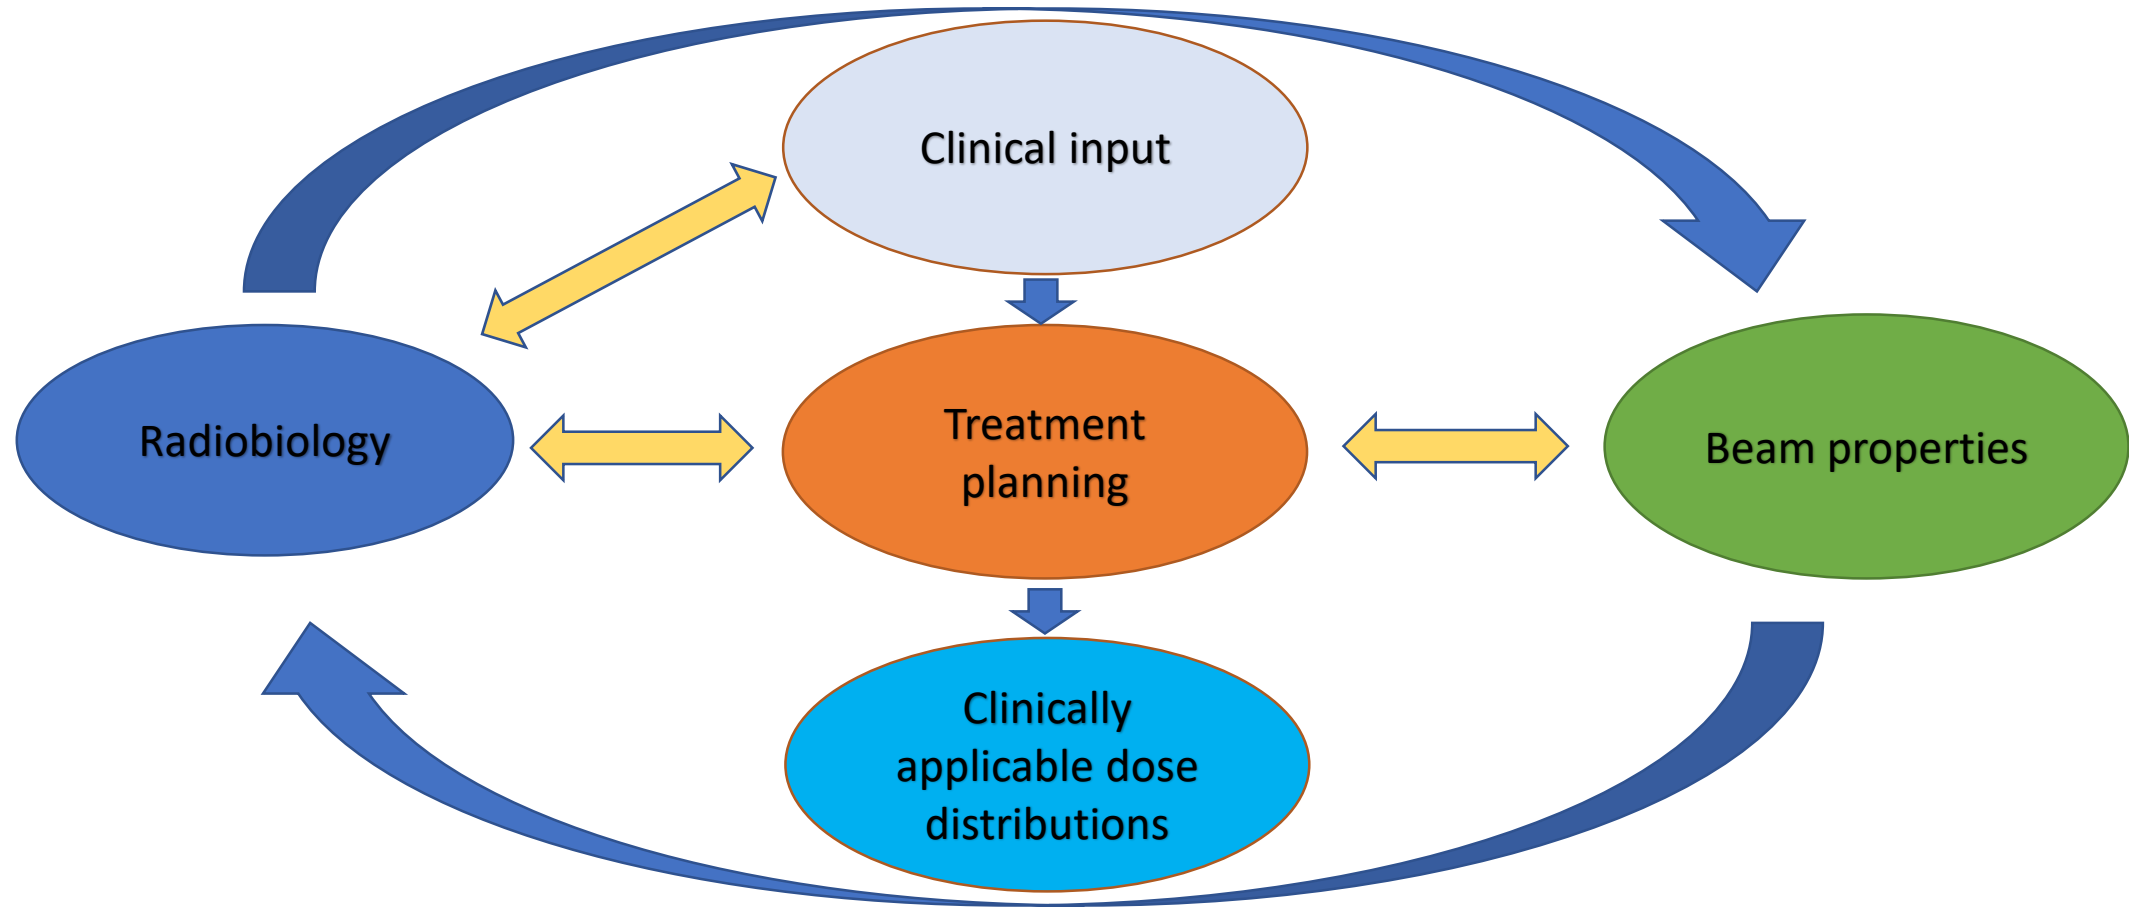 Clinical input
Radiobiology
Treatment
planning
Beam properties
Clinically
applicable dose
distributions